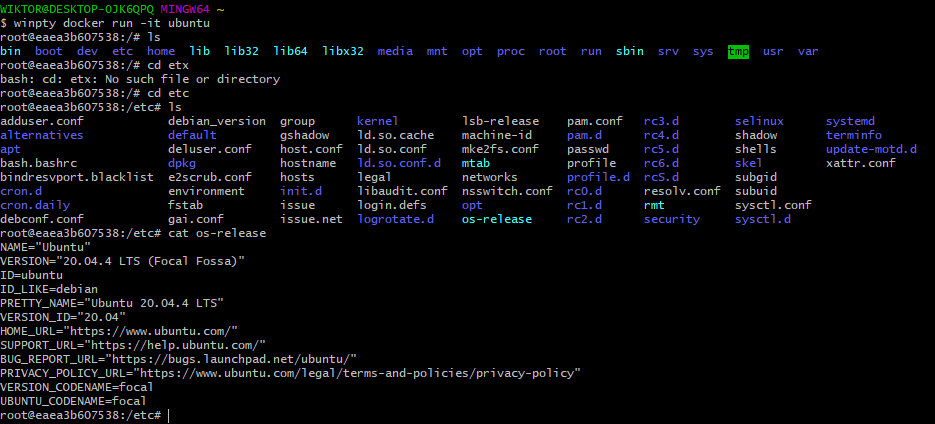 WIKTOR@DESKTOP-OJK6QPQ MINGW64 ~
$ winpty docker run -it ubuntu
root@eaea3b607538:/# ls
bin boot dev etc home lib lib32 lib64 libx32 media mnt opt proc root run sbin srv sys tmp usr var
root@eaea3b607538:/# cd etx
bash: cd: etx: No such file or directory
root@eaea3b607538:/# cd etc
root@eaea3b607538:/etc# ls
adduser.conf debian_version group kernel lsb-release pam.conf rc3.d selinux systemd
alternatives default gshadow ld.so.cache machine-id pam.d rc4.d shadow terminfo
apt deluser.conf host.conf ld.so.conf mke2fs.conf passwd rc5.d shells update-motd.d
bash.bashrc dpkg hostname ld.so.conf.d mtab profile rc6.d skel xattr.conf
bindresvport.blacklist e2scrub.conf hosts legal networks profile.d rcS.d subgid
cron.d environment init.d libaudit.conf nsswitch.conf rc0.d resolv.conf subuid
cron.daily fstab issue login.defs opt rc1.d rmt sysctl.conf
debconf.conf gai.conf issue.net logrotate.d os-release rc2.d security sysctl.d
root@eaea3b607538:/etc# cat os-release
NAME="Ubuntu"
VERSION="20.04.4 LTS (Focal Fossa)"
ID=ubuntu
ID_LIKE=debian
PRETTY_NAME="Ubuntu 20.04.4 LTS"
VERSION_ID="20.04"
HOME_URL="https://www.ubuntu.com/"
SUPPORT_URL="https://help.ubuntu.com/"
BUG_REPORT_URL="https://bugs.launchpad.net/ubuntu/"
PRIVACY_POLICY_URL="https://www.ubuntu.com/legal/terms-and-policies/privacy-policy"
VERSION_CODENAME=focal
UBUNTU_CODENAME=focal
root@eaea3b607538:/etc#